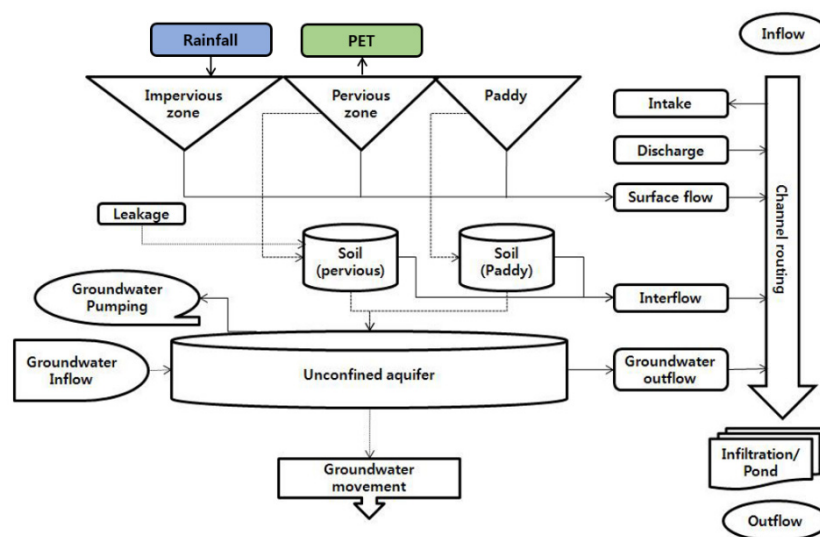 Rainfall
PET
Inflow
Impervious
zone
Pervious
zone
Paddy
Intake
Discharge
Surface flow
Channel routing
Leakage
Soil
(pervious)
Soil
(Paddy)
Groundwater
Pumping
Interflow
Groundwater
Inflow
Unconfined aquifer
Groundwater
outflow
Groundwater
movement
Infiltration/
Pond
Outflow